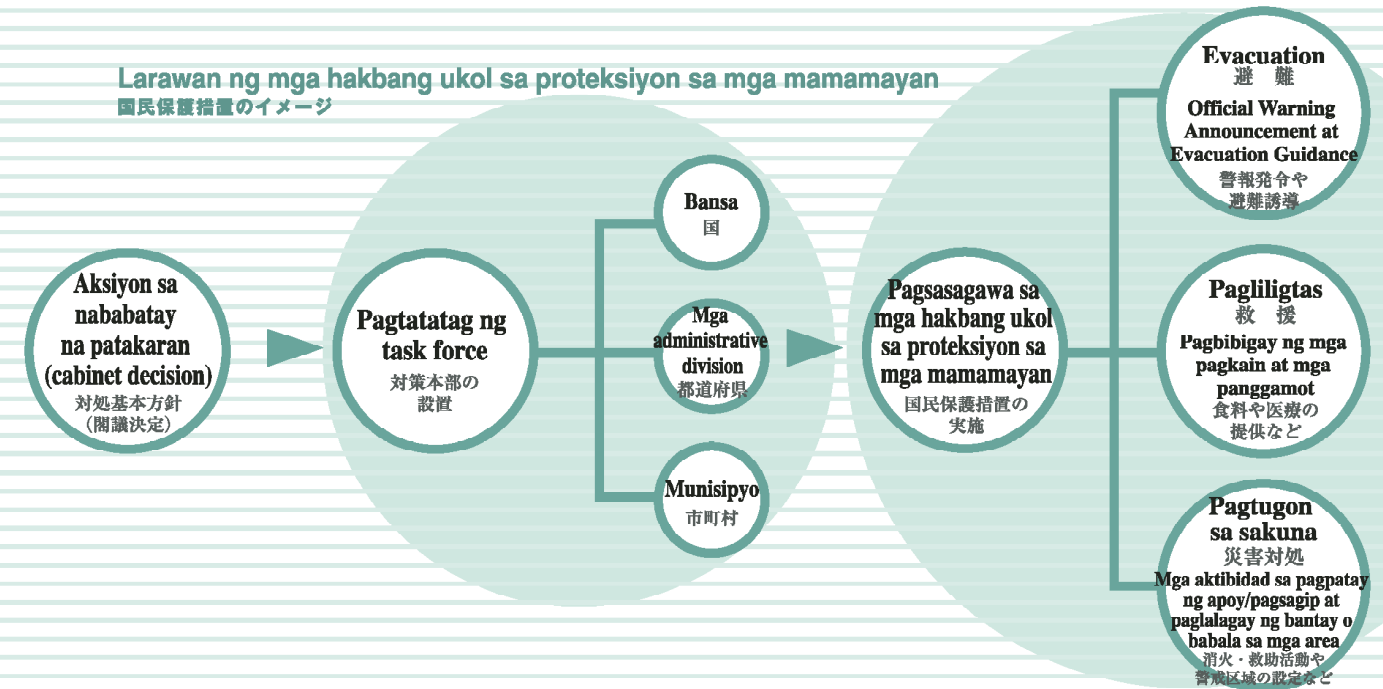 Larawan ng mga hakbang ukol sa proteksiyon sa mga mamamayan
国民保護措置のイメージ
Aksiyon sa
nababatay
na patakaran
(cabinet decision)
対処基本方針
（閣議決定）
Pagtatatag ng
task force
対策本部の
設置
Bansa
国
Mga
administrative
division
都道府県
Munisipyo
市町村
Pagsasagawa sa
mga hakbang ukol
sa proteksiyon sa
mga mamamayan
国民保護措置の
実施
Evacuation
避 難
Official Warning
Announcement at
Evacuation Guidance
警報発令や
避難誘導
Pagliligtas
救 援
Pagbibigay ng mga
pagkain at mga
panggamot
食料や医療の
提供など
Pagtugon
sa sakuna
災害対処
Mga aktibidad sa pagpatay
ng apoy/pagsagip at
paglalagay ng bantay o
babala sa mga area
消火・救助活動や
警戒区域の設定など